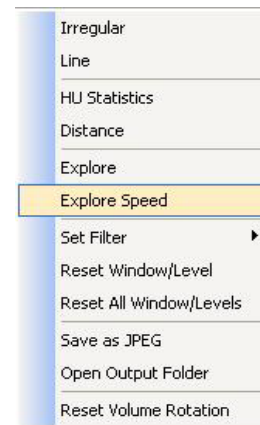 Irregular
Line
HU Statistics
Distance
Explore
Explore Speed
Set Filter
Reset Window/Level
Reset All Window/Levels
Save as JPEG
Open Output Folder
Reset Volume Rotation